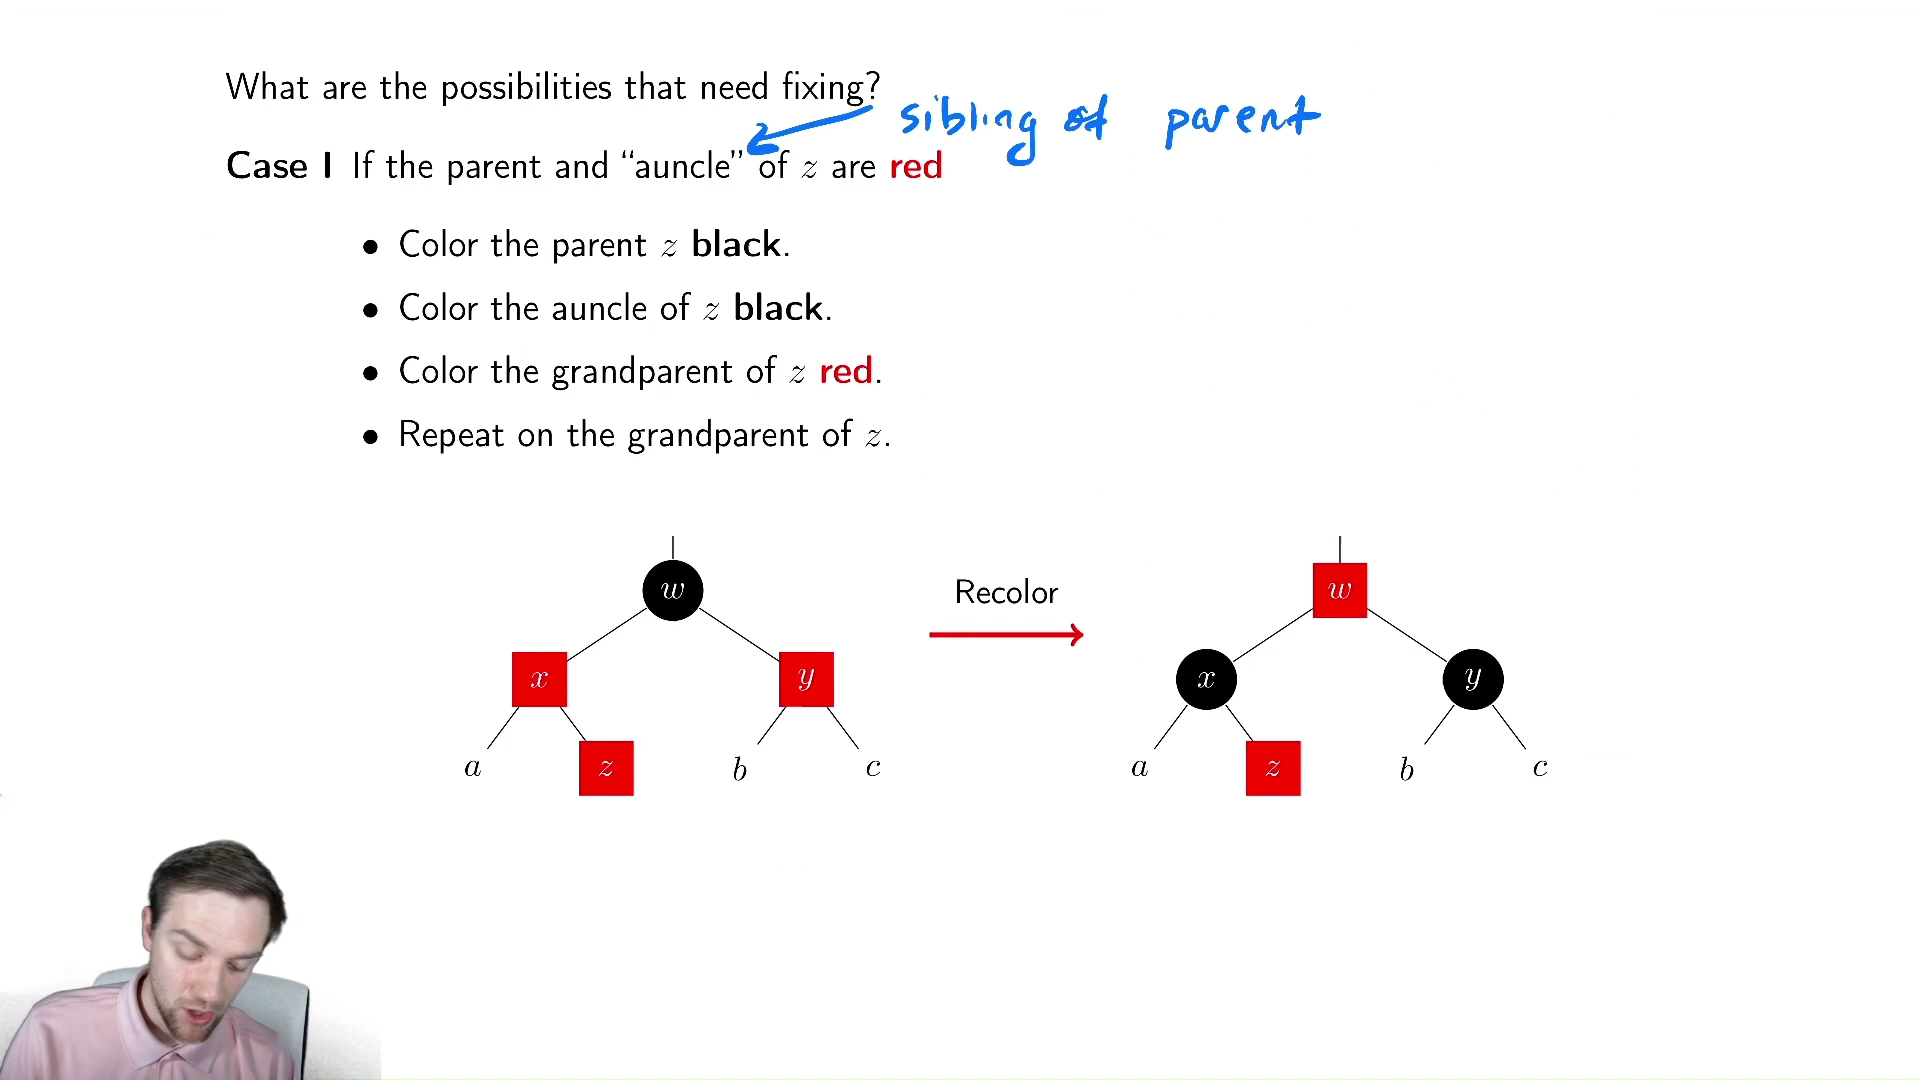 What are the possibilities that need fixing?
sibling of parent
Case I If the parent and “auncle” of z are red
• Color the parent z black.
• Color the auncle of z black.
• Color the grandparent of z red.
• Repeat on the grandparent of z.
w Recolor w
x y x y
a z b c a z b c